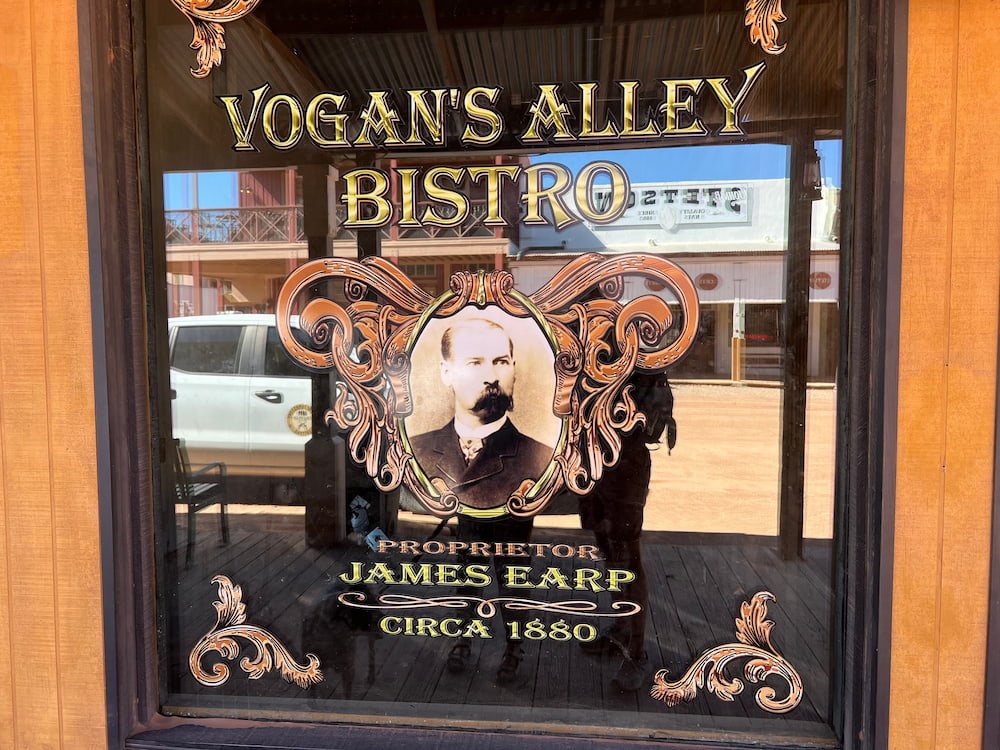 VOGAN'S ALLEY
BISTRO
STETSON
PROPRIETOR
JAMES EARP
CIRCA 1880